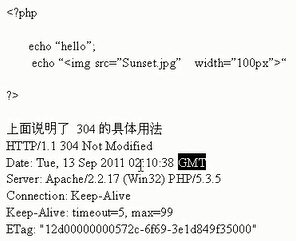 <?php
echo “hello”;
echo “<img src=”Sunset.jpg”   width=”100px”>“
?>
上面说明了 304 的具体用法
HTTP/1.1 304 Not Modified
Date: Tue, 13 Sep 2011 02:10:38 GMT
Server: Apache/2.2.17 (Win32) PHP/5.3.5
Connection: Keep-Alive
Keep-Alive: timeout=5, max=99
ETag: "12d00000000572c-6f69-3e1d849f35000"